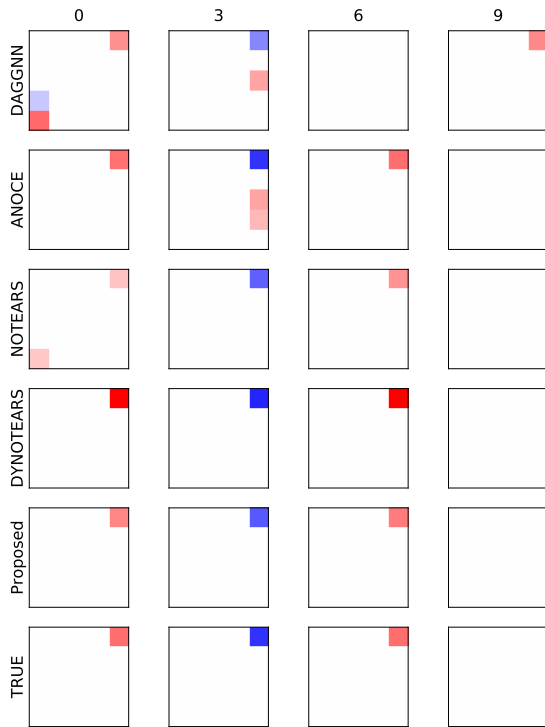 0 3 6 9
DAGGNN
ANOCE
NOTEARS
DYNOTEARS
Proposed
TRUE